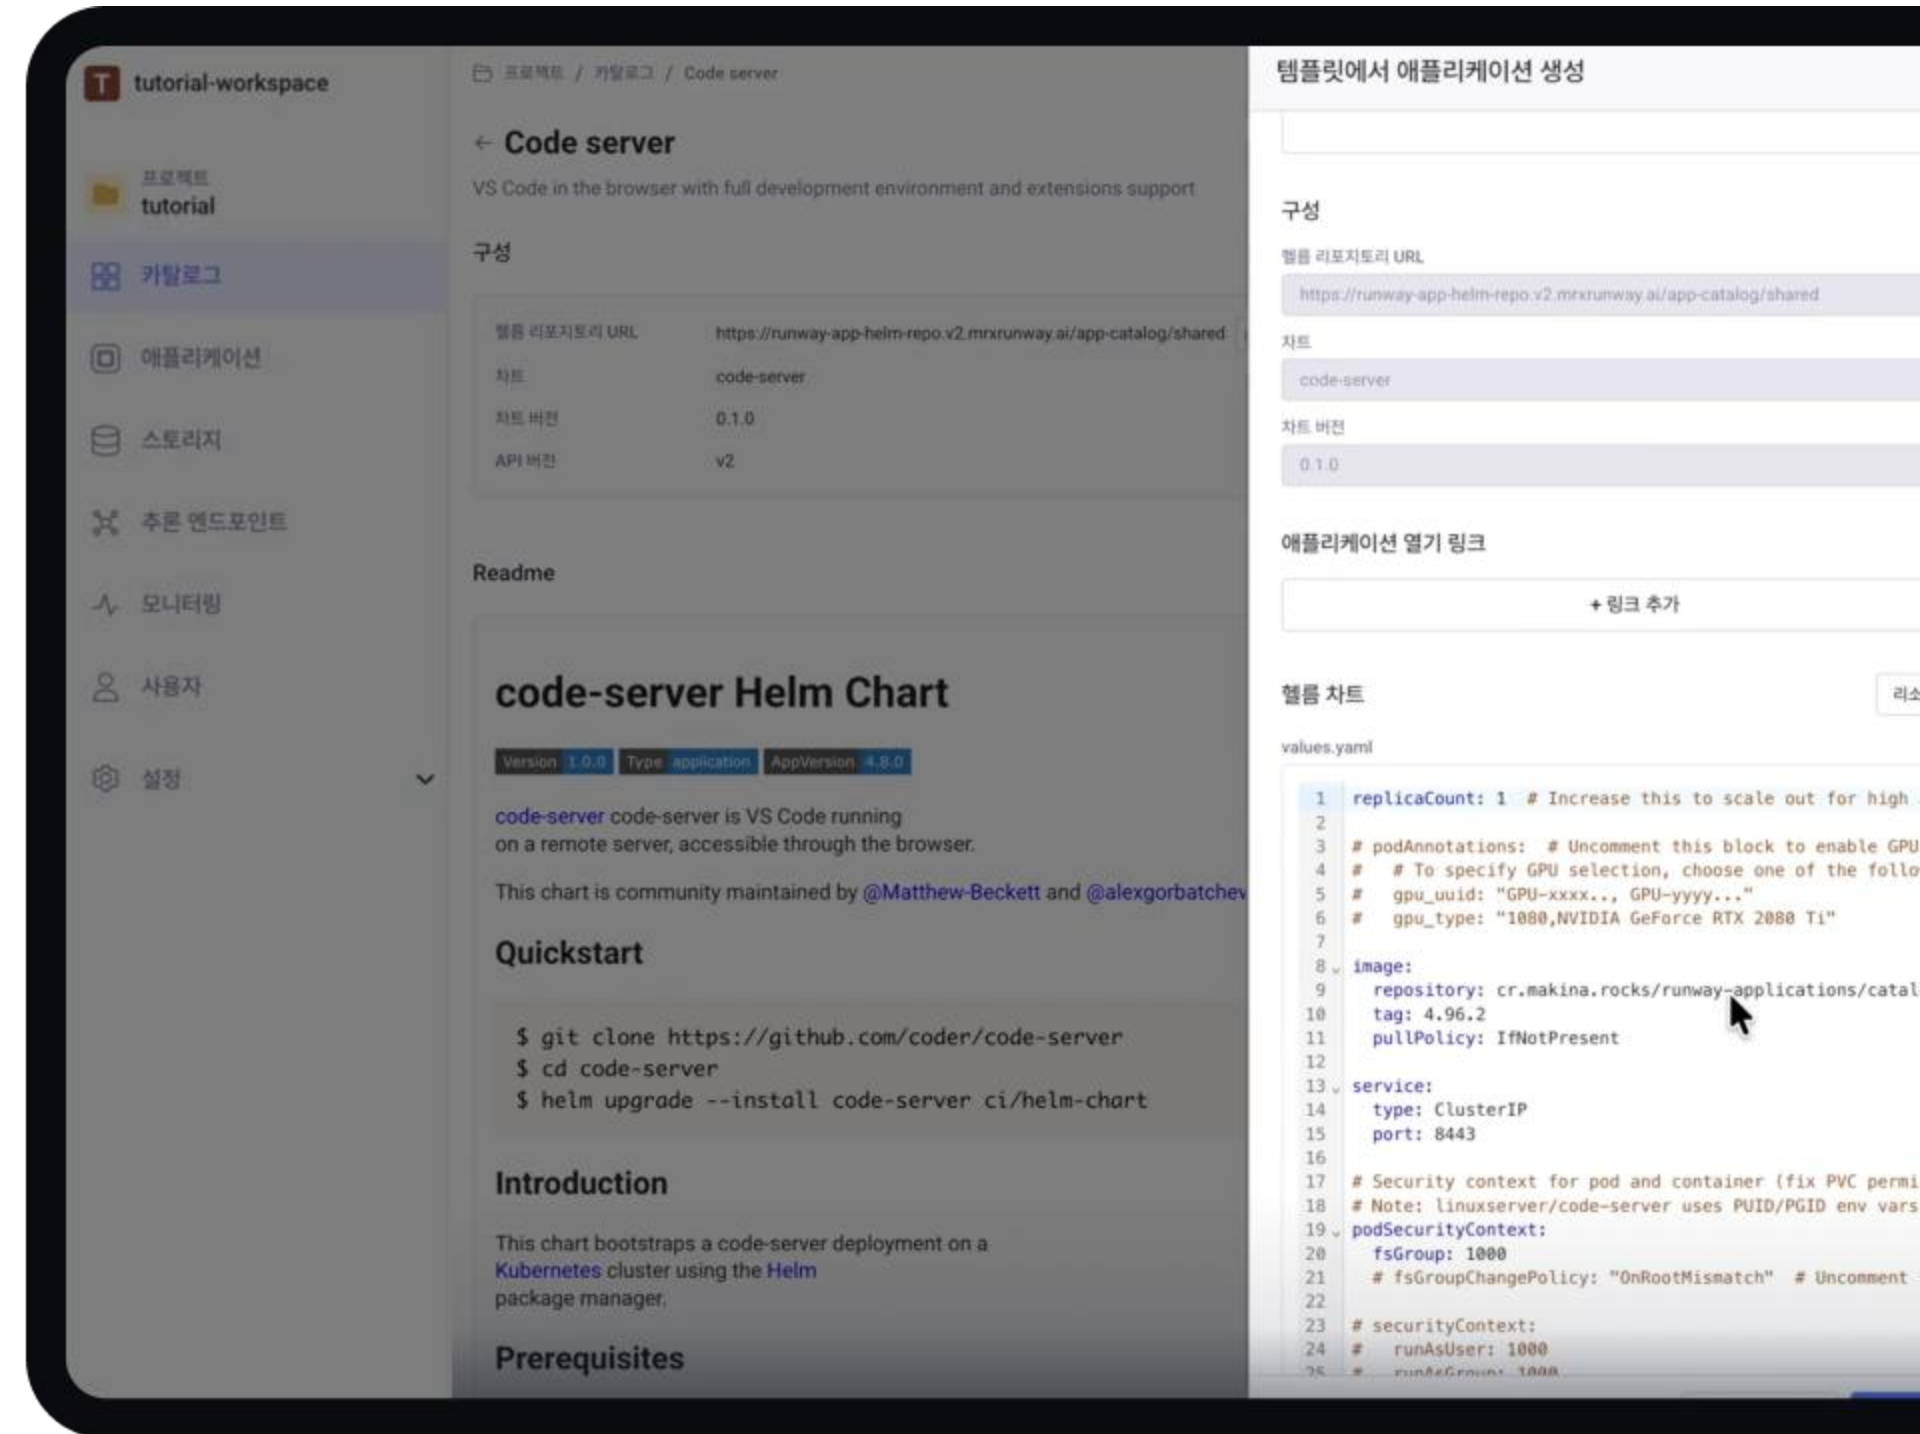 T tutorial-workspace
프로젝트
tutorial
카탈로그
애플리케이션
스토리지
추론 엔드포인트
모니터링
사용자
설정
프로젝트 / 카탈로그 / Code server
← Code server
VS Code in the browser with full development environment and extensions support
구성
헬름 리포지토리 URL https://runway-app-helm-repo.v2.mrxrunway.ai/app-catalog/shared
차트 code-server
차트 버전 0.1.0
API 버전 v2
Readme
code-server Helm Chart
Version 1.0.0 Type application AppVersion 4.8.0
code-server code-server is VS Code running
on a remote server, accessible through the browser.
This chart is community maintained by @Matthew-Beckett and @alexgorbatchev
Quickstart
$ git clone https://github.com/coder/code-server
$ cd code-server
$ helm upgrade --install code-server ci/helm-chart
Introduction
This chart bootstraps a code-server deployment on a
Kubernetes cluster using the Helm
package manager.
Prerequisites
템플릿에서 애플리케이션 생성
구성
헬름 리포지토리 URL
https://runway-app-helm-repo.v2.mrxrunway.ai/app-catalog/shared
차트
code-server
차트 버전
0.1.0
애플리케이션 열기 링크
+ 링크 추가
헬름 차트
리소
values.yaml
1 replicaCount: 1 # Increase this to scale out for high
2
3 # podAnnotations: # Uncomment this block to enable GPU
4 # # To specify GPU selection, choose one of the follo
5 # gpu_uuid: "GPU-xxxx.., GPU-yyyy..."
6 # gpu_type: "1080,NVIDIA GeForce RTX 2080 Ti"
7
8 image:
9 repository: cr.makina.rocks/runway-applications/catal
10 tag: 4.96.2
11 pullPolicy: IfNotPresent
12
13 service:
14 type: ClusterIP
15 port: 8443
16
17 # Security context for pod and container (fix PVC permi
18 # Note: linuxserver/code-server uses PUID/PGID env vars
19 podSecurityContext:
20 fsGroup: 1000
21 # fsGroupChangePolicy: "OnRootMismatch" # Uncomment
22
23 # securityContext:
24 # runAsUser: 1000
25 # runAsGroup: 1000